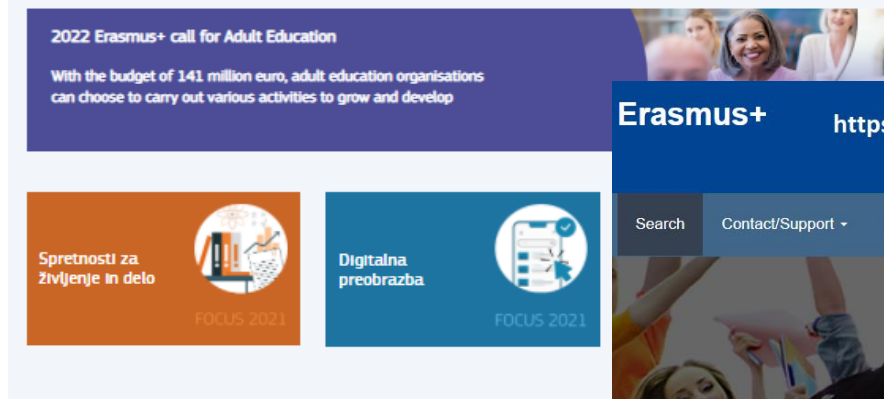 2022 Erasmus+ call for Adult Education
With the budget of 141 million euro, adult education organisations
can choose to carry out various activities to grow and develop
Erasmus+
https
Search
Contact/Support
Spretnosti za
življenje in delo
FOCUS 2021
Digitalna
preobrazba
FOCUS 2021